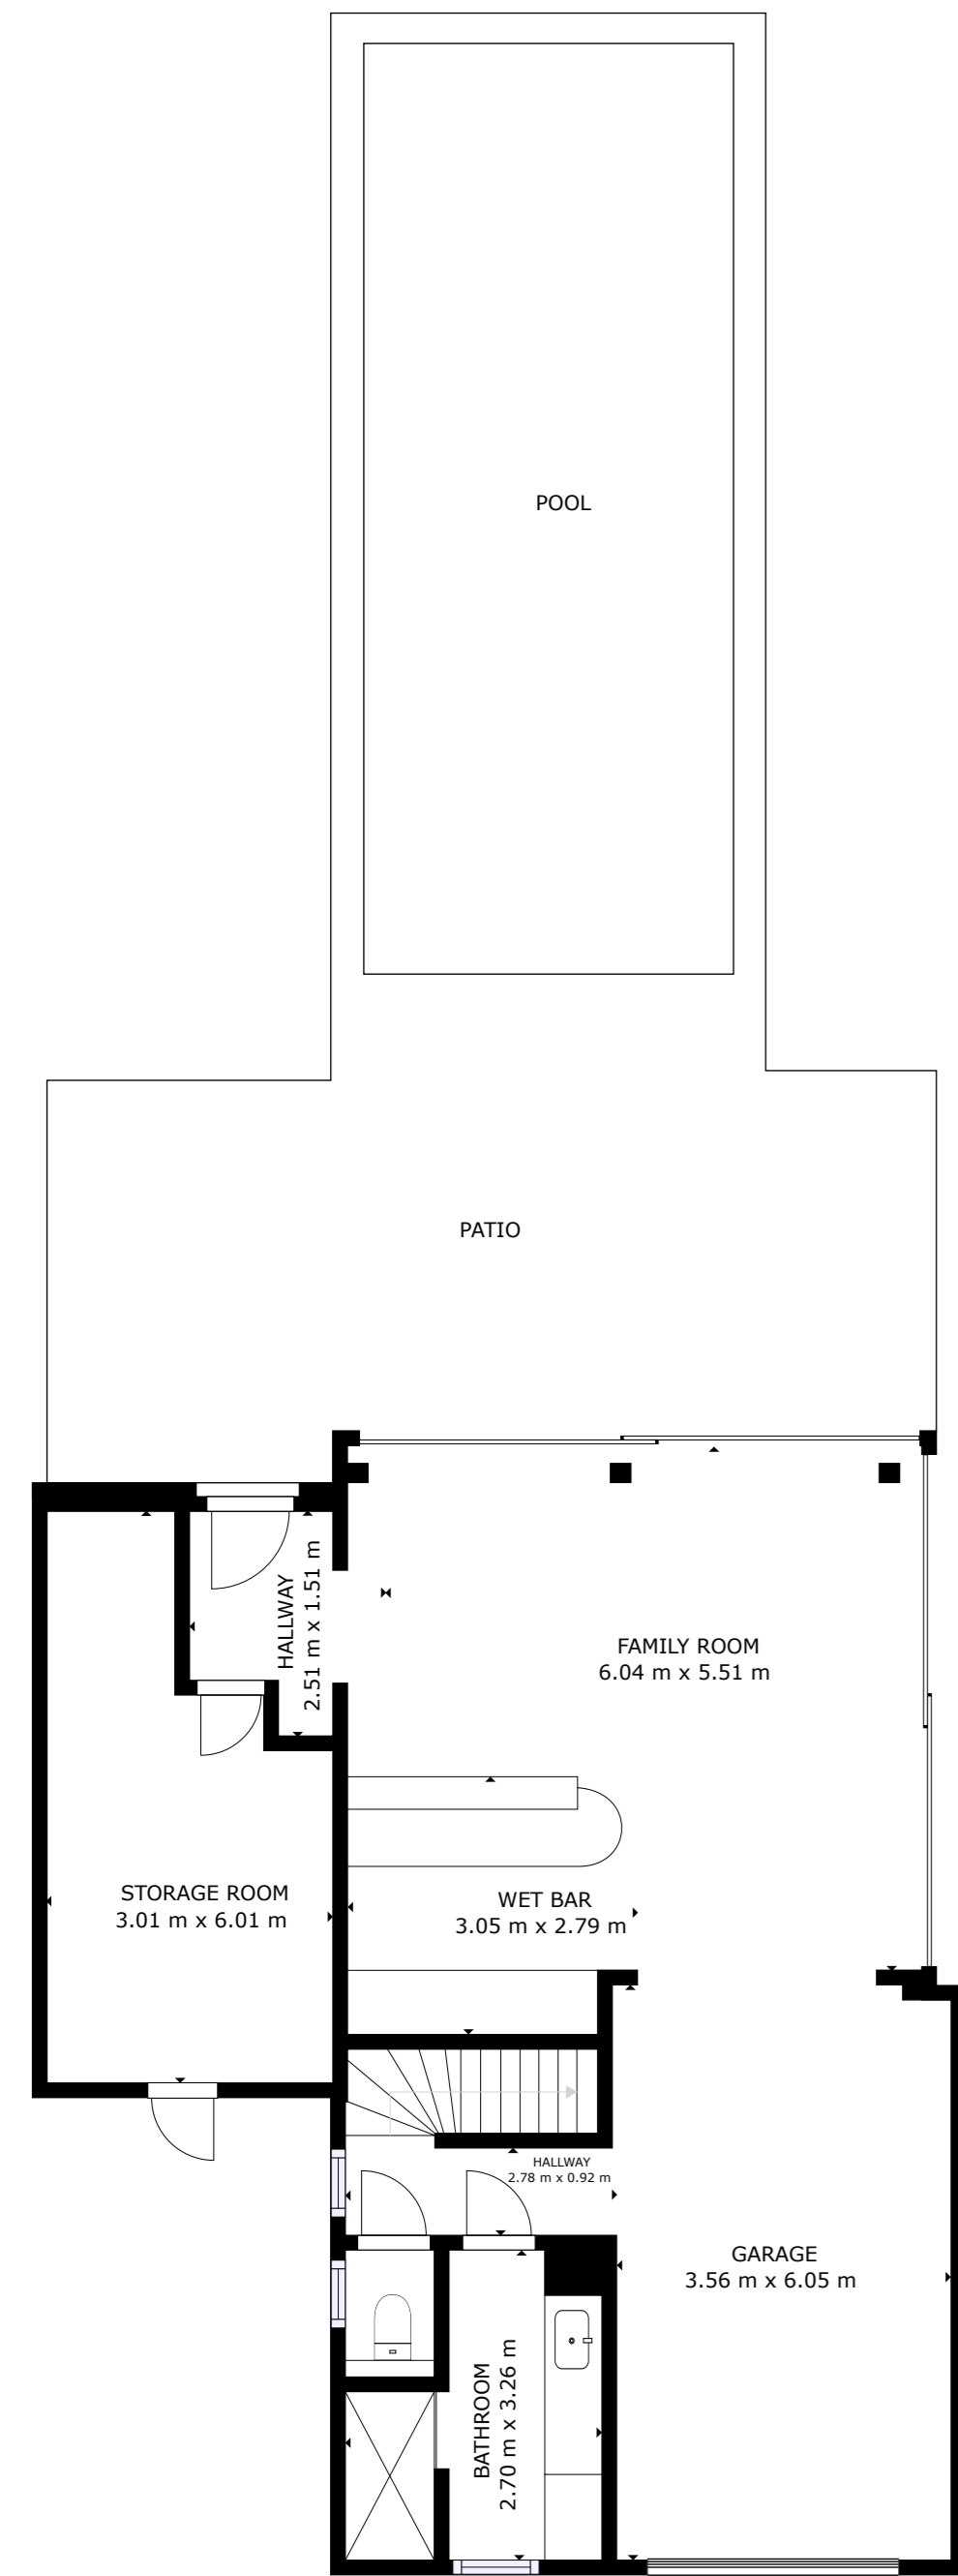 POOL
PATIO
HALLWAY
2.51 m x 1.51 m
FAMILY ROOM
6.04 m x 5.51 m
STORAGE ROOM
3.01 m x 6.01 m
WET BAR
3.05 m x 2.79 m
HALLWAY
2.78 m x 0.92 m
GARAGE
3.56 m x 6.05 m
BATHROOM
2.70 m x 3.26 m